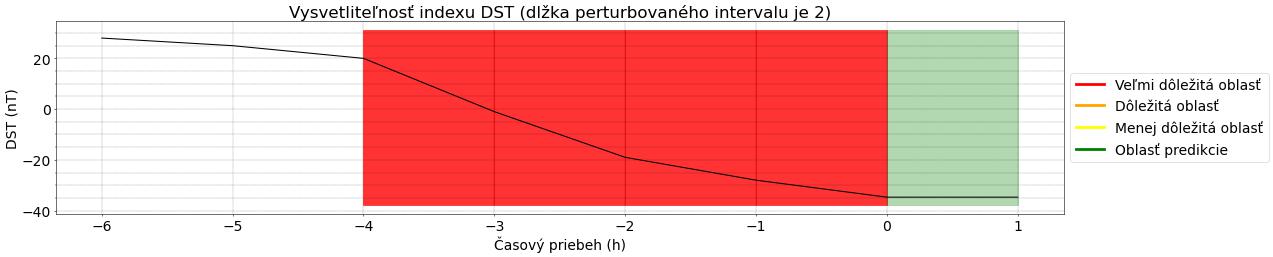 Vysvetliteľnosť indexu DST (dĺžka perturbovaného intervalu je 2)
DST (nT)
20
0
−20
−40
−6 −5 −4 −3 −2 −1 0 1
Časový priebeh (h)
Veľmi dôležitá oblasť
Dôležitá oblasť
Menej dôležitá oblasť
Oblasť predikcie